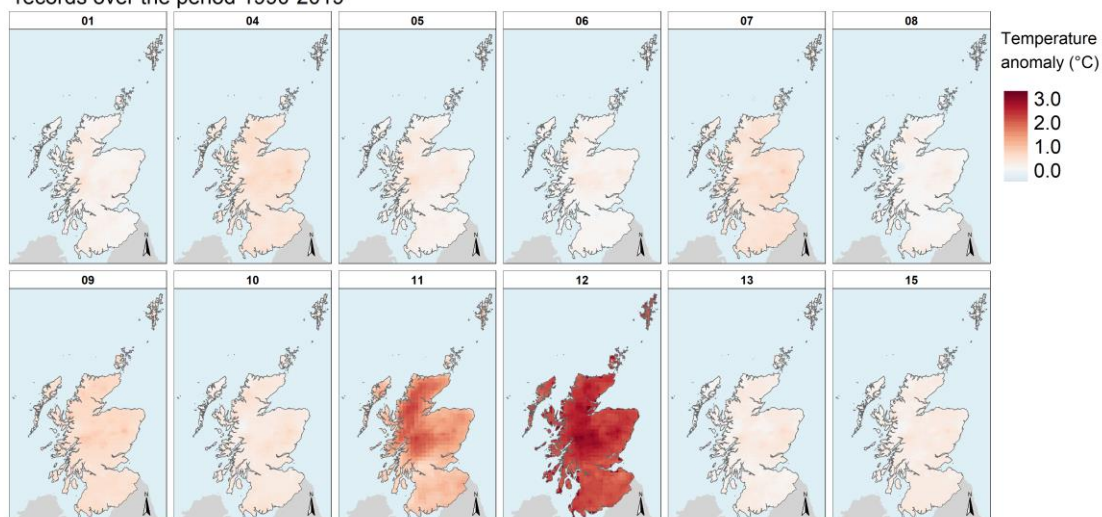 records over the period 1990-2019
01 04 05 06 07 08
Temperature
anomaly (°C)
3.0
2.0
1.0
0.0
N N N N N N
09 10 11 12 13 15
N N N N N N